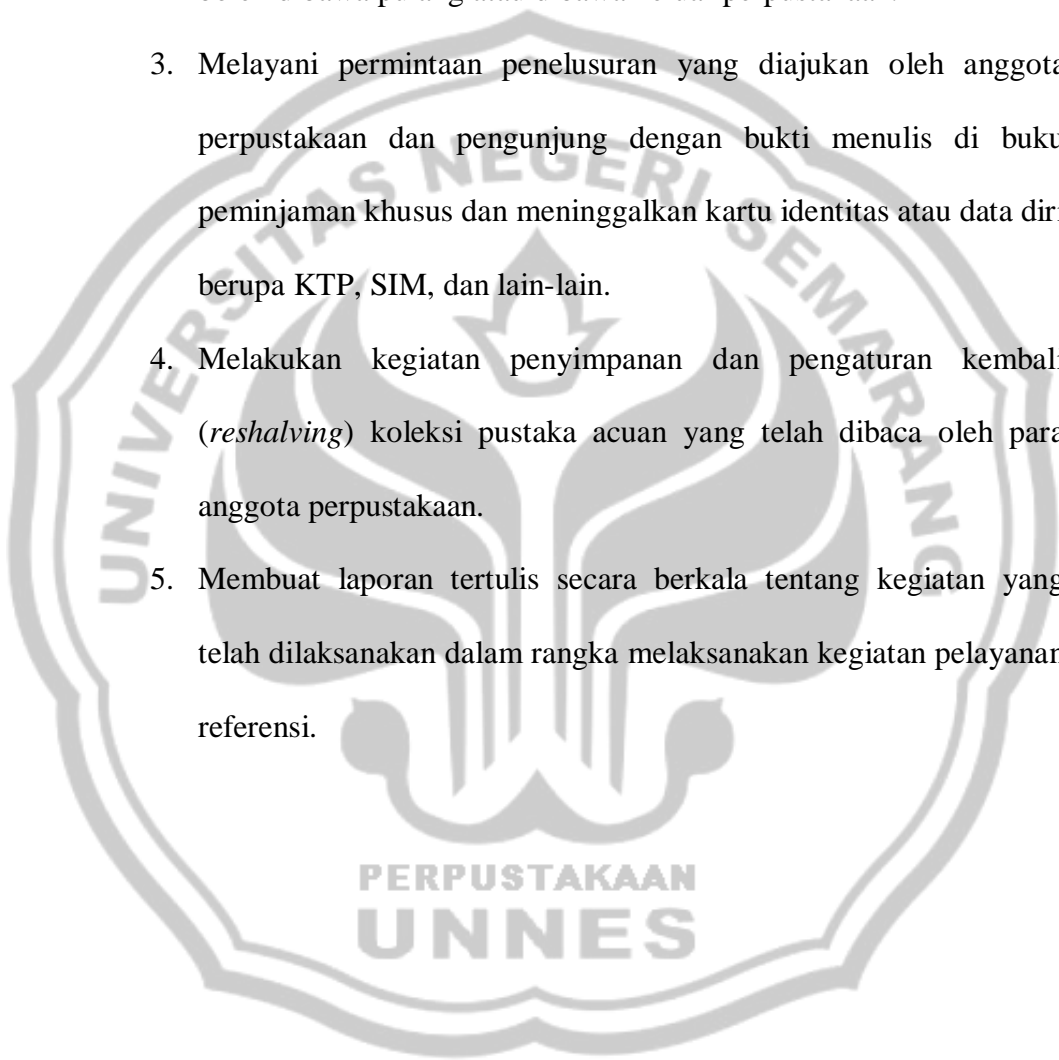 3. Melayani permintaan penelusuran yang diajukan oleh anggota
perpustakaan dan pengunjung dengan bukti menulis di buku
peminjaman khusus dan meninggalkan kartu identitas atau data diri
berupa KTP, SIM, dan lain-lain.
4. Melakukan kegiatan penyimpanan dan pengaturan kembali
(reshalving) koleksi pustaka acuan yang telah dibaca oleh para
anggota perpustakaan.
5. Membuat laporan tertulis secara berkala tentang kegiatan yang
telah dilaksanakan dalam rangka melaksanakan kegiatan pelayanan
referensi.
UNIVERSITAS NEGERI SEMARANG
PERPUSTAKAAN
UNNES